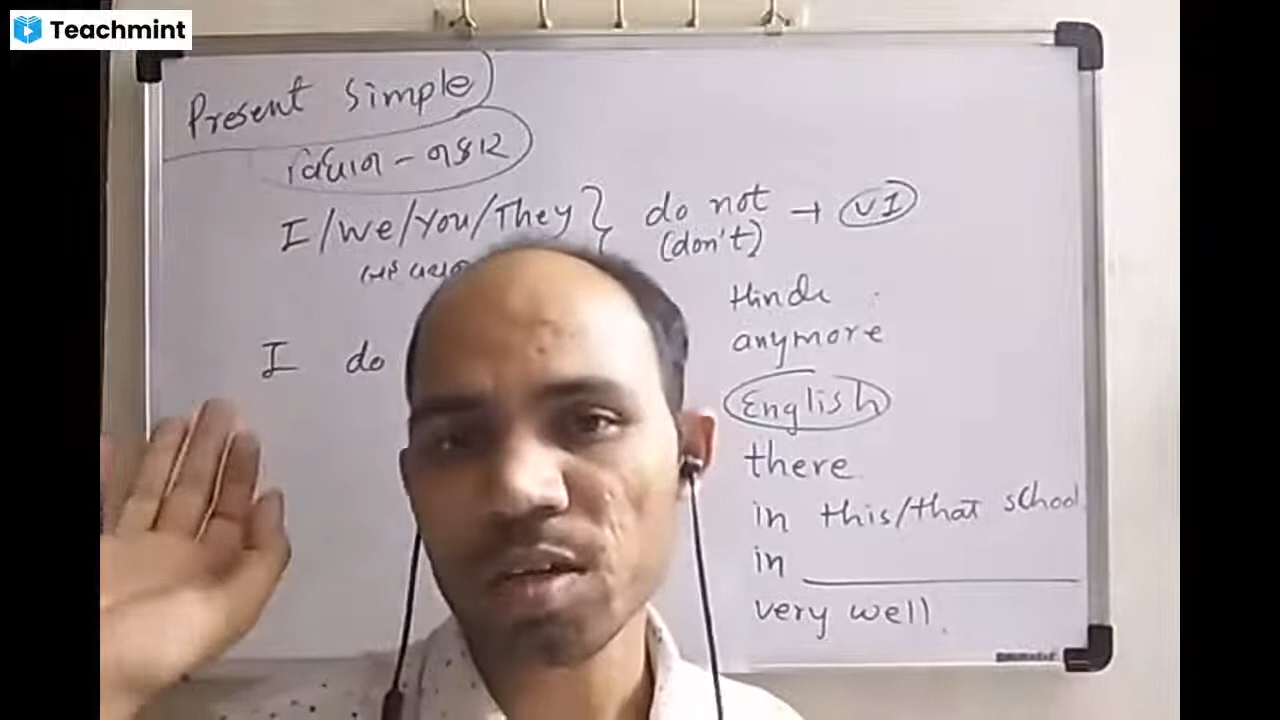 Teachmint
Present Simple
વિધાન - નકાર
I/We/You/They } do not → V1
(don't)
Hindi
anymore
I do
English
there
in this/that school
in
very well.